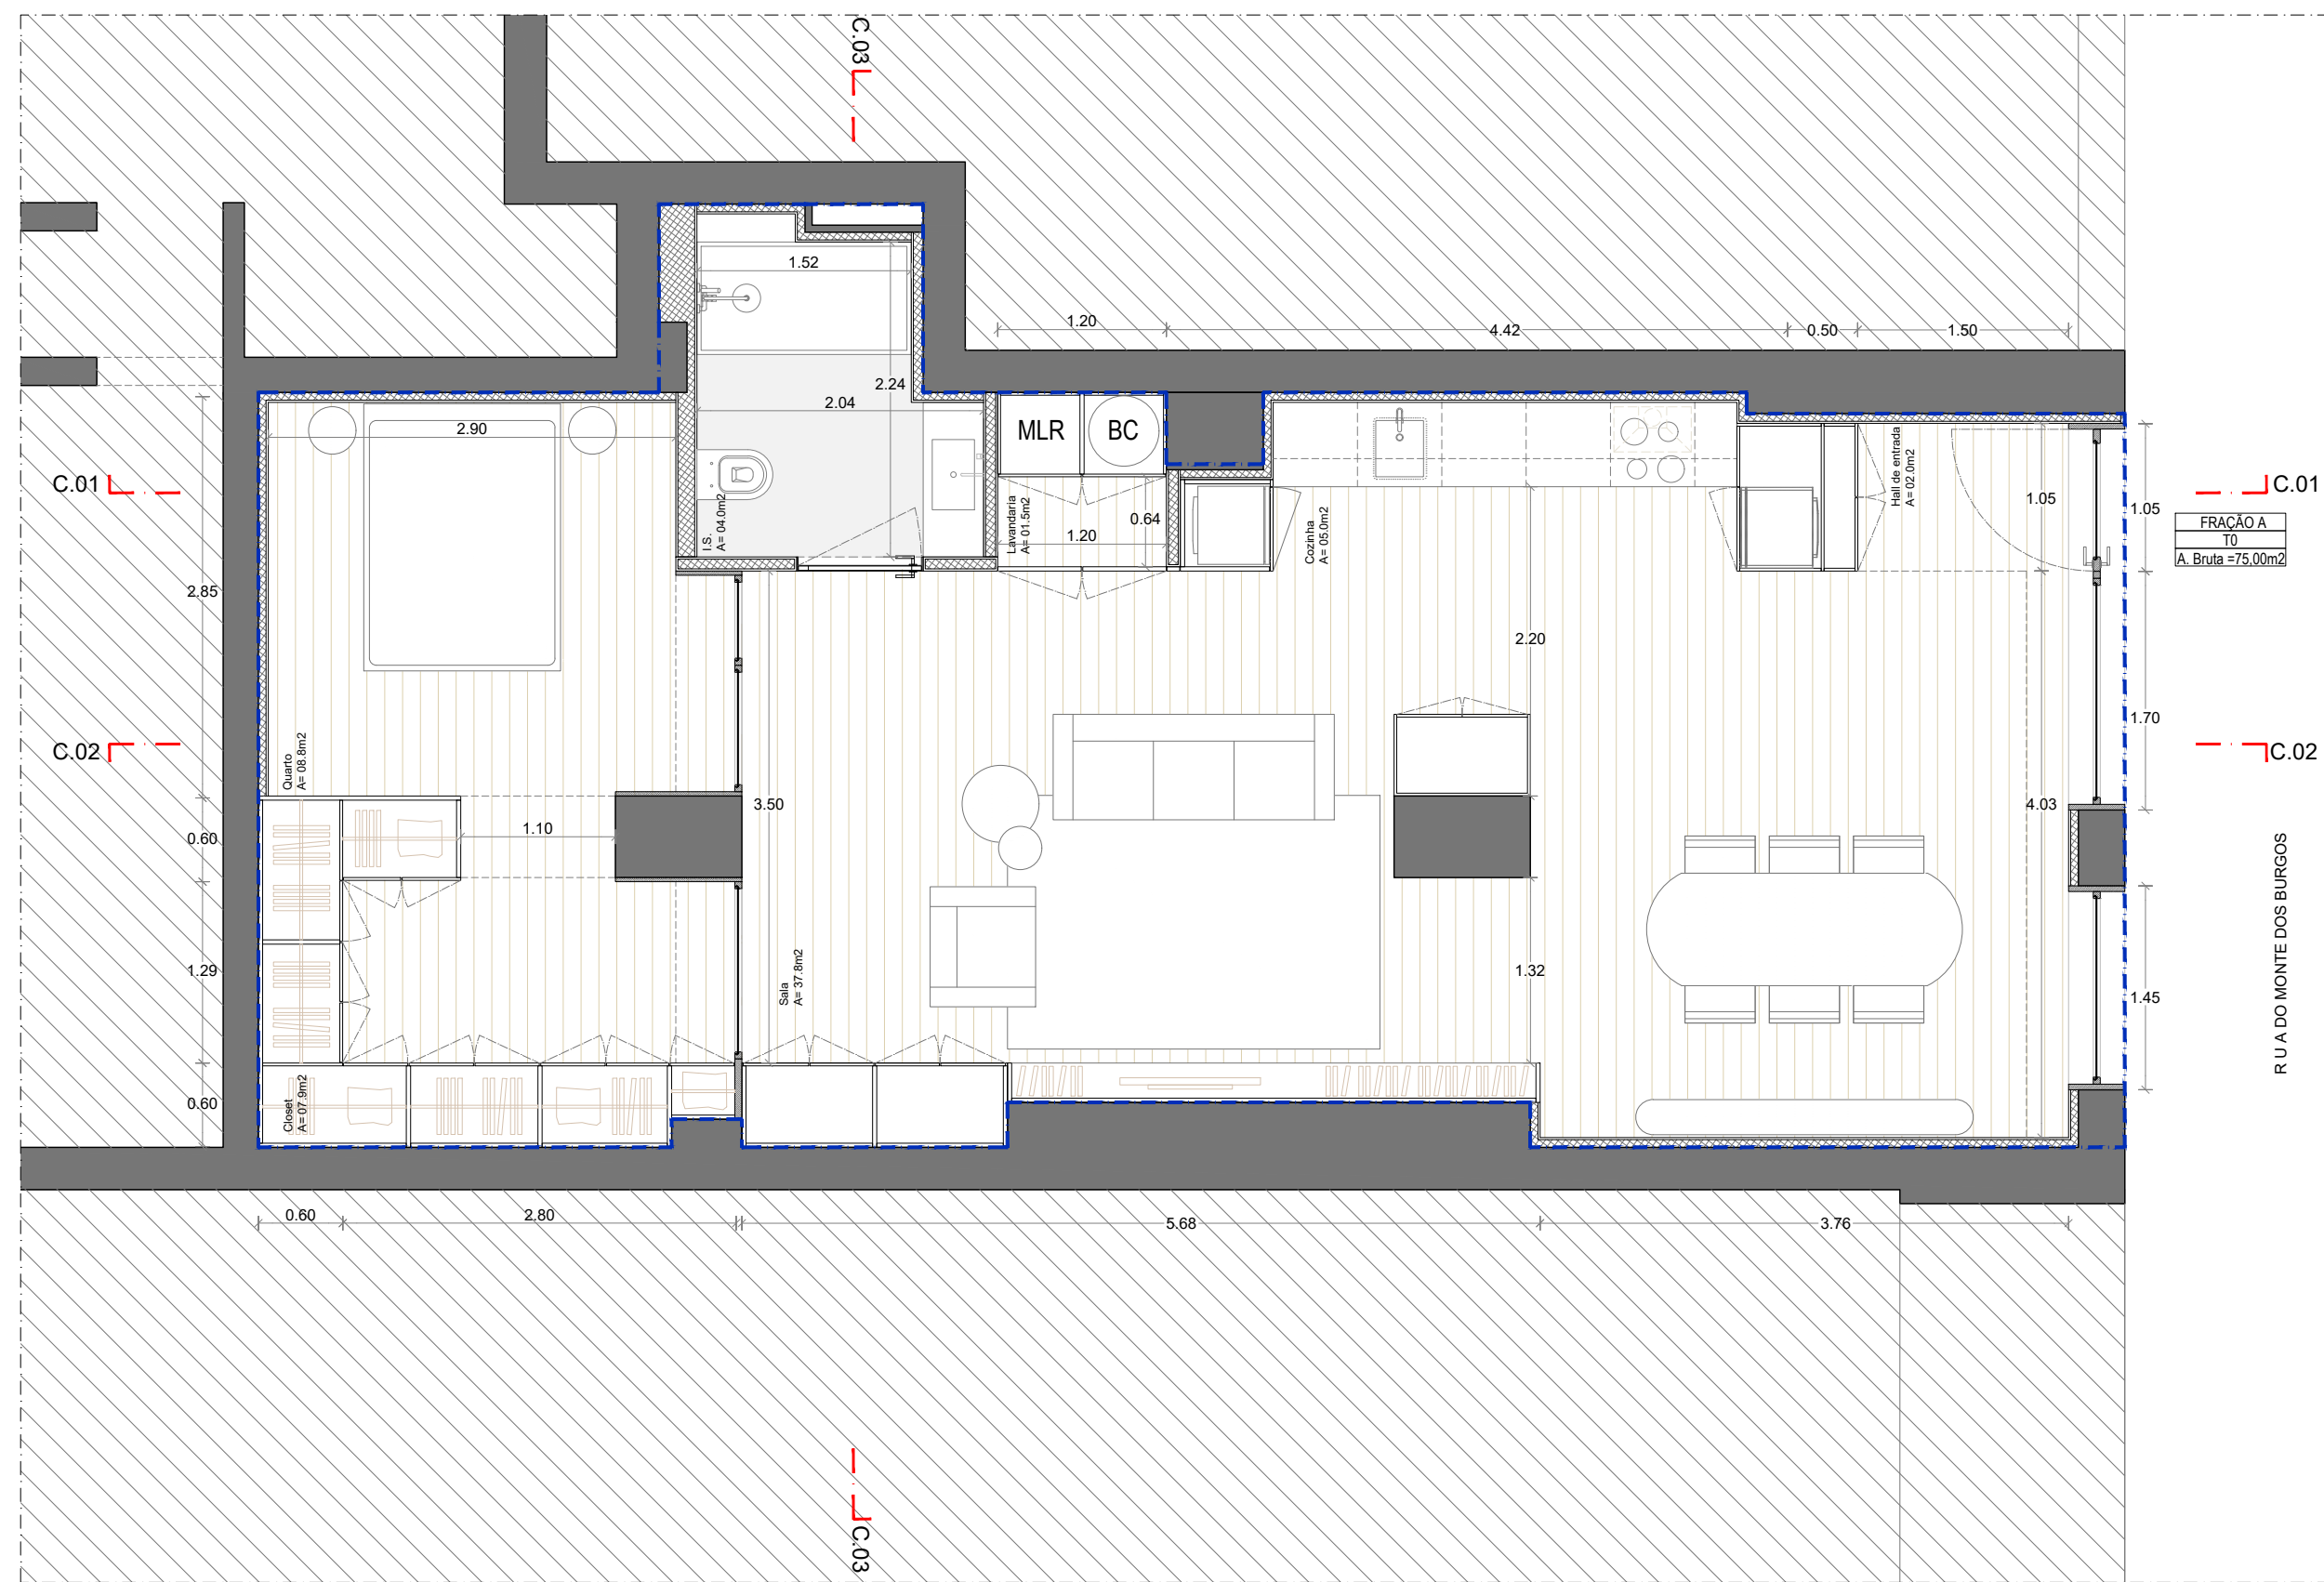 C.03
1.52
1.20
4.42
0.50
1.50
2.24
2.04
2.90
MLR
BC
C.01
C.01
I.S.
A= 04.0m2
Lavandaria
A= 01.5m2
0.64
1.20
Cozinha
A= 05.0m2
Hall de entrada
A= 02.0m2
1.05
1.05
FRAÇÃO A
T0
A. Bruta =75,00m2
2.85
2.20
1.70
C.02
C.02
Quarto
A= 08.8m2
3.50
4.03
0.60
1.10
1.29
Sala
A= 37.8m2
1.32
1.45
RUA DO MONTE DOS BURGOS
0.60
Closet
A= 07.9m2
0.60
2.80
5.68
3.76
C.03